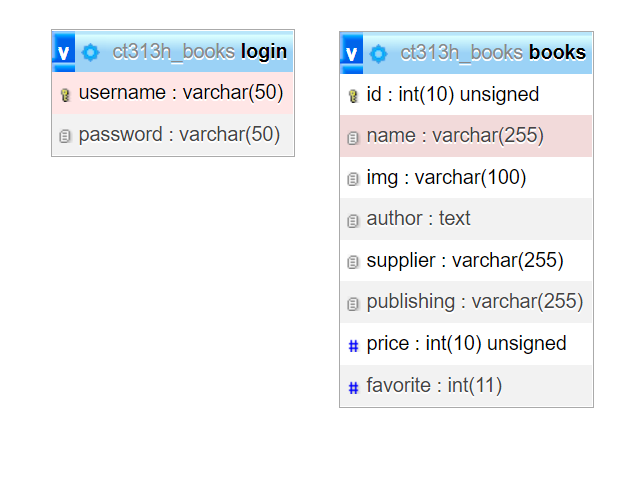 v ct313h_books login
username : varchar(50)
password : varchar(50)
v ct313h_books books
id : int(10) unsigned
name : varchar(255)
img : varchar(100)
author : text
supplier : varchar(255)
publishing : varchar(255)
# price : int(10) unsigned
# favorite : int(11)